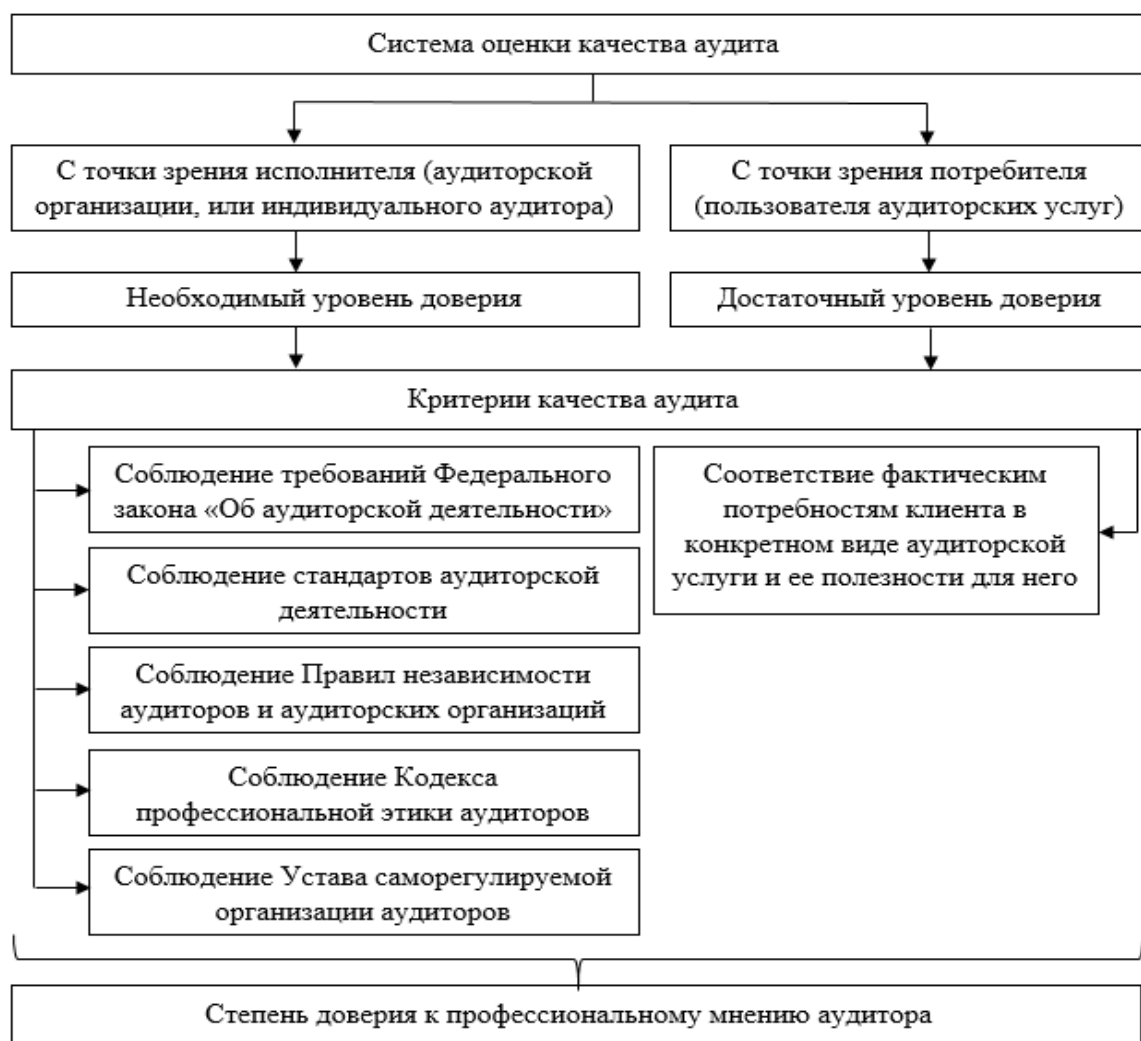 Система оценки качества аудита
С точки зрения исполнителя (аудиторской
организации, или индивидуального аудитора)
С точки зрения потребителя
(пользователя аудиторских услуг)
Необходимый уровень доверия
Достаточный уровень доверия
Критерии качества аудита
Соблюдение требований Федерального
закона «Об аудиторской деятельности»
Соблюдение стандартов аудиторской
деятельности
Соблюдение Правил независимости
аудиторов и аудиторских организаций
Соблюдение Кодекса
профессиональной этики аудиторов
Соблюдение Устава саморегулируемой
организации аудиторов
Соответствие фактическим
потребностям клиента в
конкретном виде аудиторской
услуги и ее полезности для него
Степень доверия к профессиональному мнению аудитора